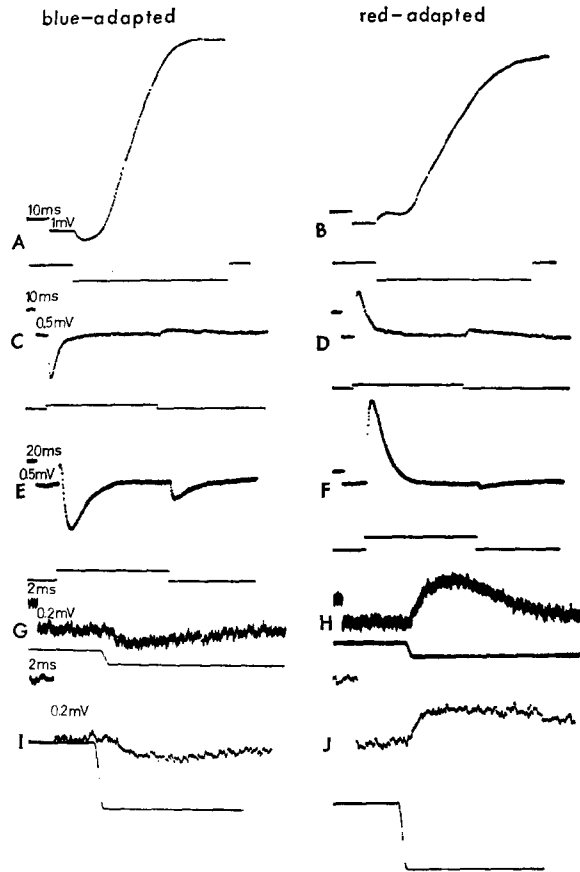 blue-adapted red-adapted
10ms
1mV
A B
10ms
0.5mV
C D
20ms
0.5mV
E F
2ms
0.2mV
G H
2ms
0.2mV
I J